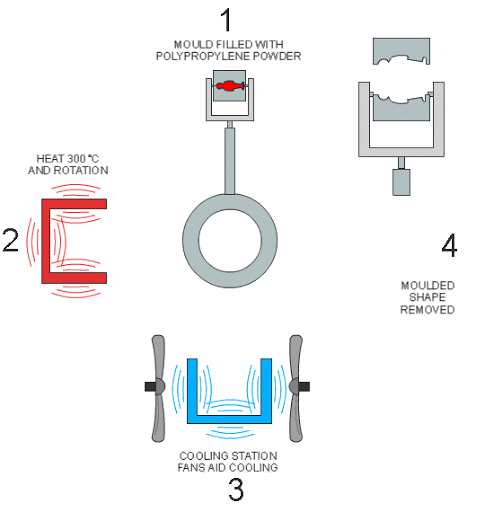 1
MOULD FILLED WITH
POLYPROPYLENE POWDER
HEAT 300 °C
AND ROTATION
2
4
MOULDED
SHAPE
REMOVED
COOLING STATION
FANS AID COOLING
3